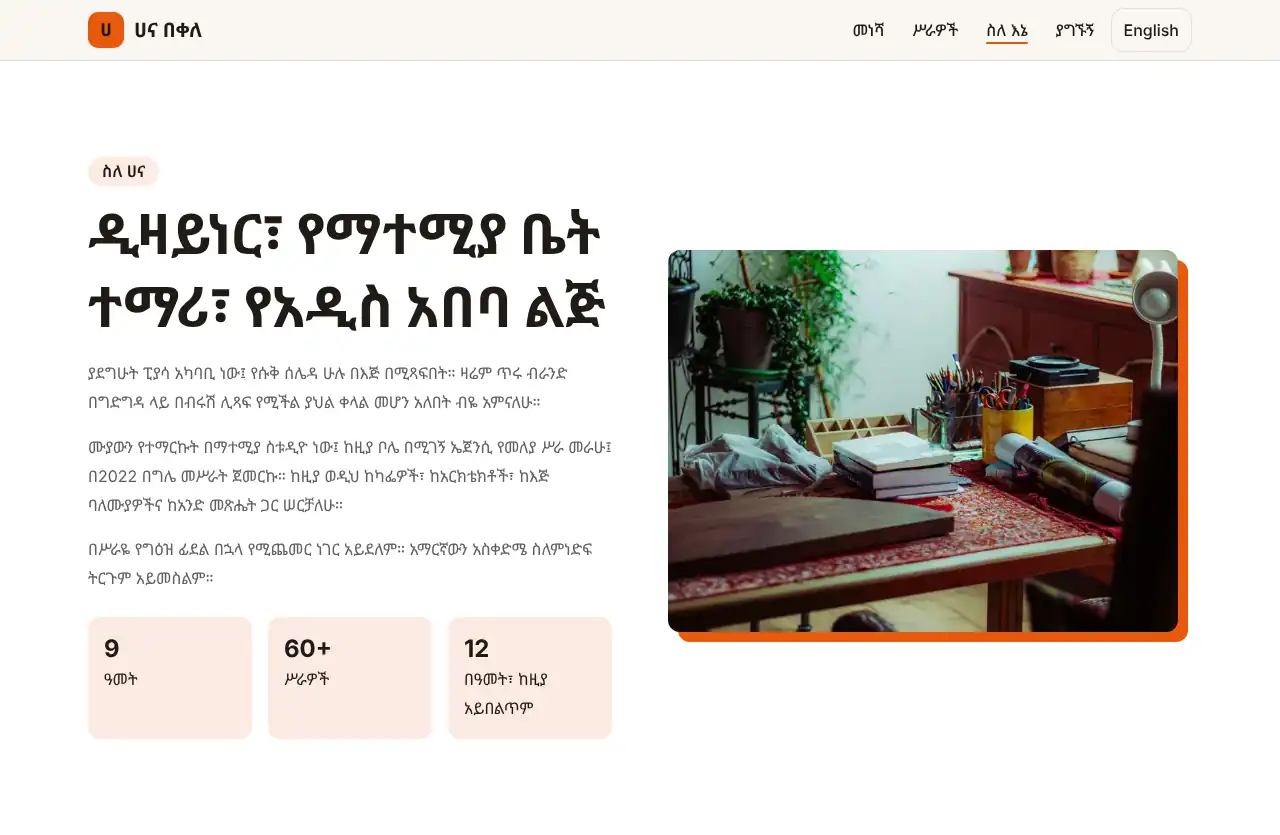 ሀ ሀና በቀለ
መነሻ ሥራዎች ስለ እኔ ያግኙኝ English
ስለ ሀና
ዲዛይነር፣ የማተሚያ ቤት
ተማሪ፣ የአዲስ አበባ ልጅ
ያደግሁት ፒያሳ አካባቢ ነው፤ የሱቅ ሰሌዳ ሁሉ በእጅ በሚጻፍበት። ዛሬም ጥሩ ብራንድ
በግድግዳ ላይ በብሩሽ ሊጻፍ የሚችል ያህል ቀላል መሆን አለበት ብዬ አምናለሁ።
ሙያውን የተማርኩት በማተሚያ ስቱዲዮ ነው፤ ከዚያ ቦሌ በሚገኝ ኤጀንሲ የመለያ ሥራ መራሁ፤
በ2022 በግሌ መሥራት ጀመርኩ። ከዚያ ወዲህ ከካፌዎች፣ ከአርክቴክቶች፣ ከእጅ
ባለሙያዎችና ከአንድ መጽሔት ጋር ሠርቻለሁ።
በሥራዬ የግዕዝ ፊደል በኋላ የሚጨመር ነገር አይደለም። አማርኛውን አስቀድሜ ስለምነድፍ
ትርጉም አይመስልም።
9
ዓመት
60+
ሥራዎች
12
በዓመት፣ ከዚያ
አይበልጥም